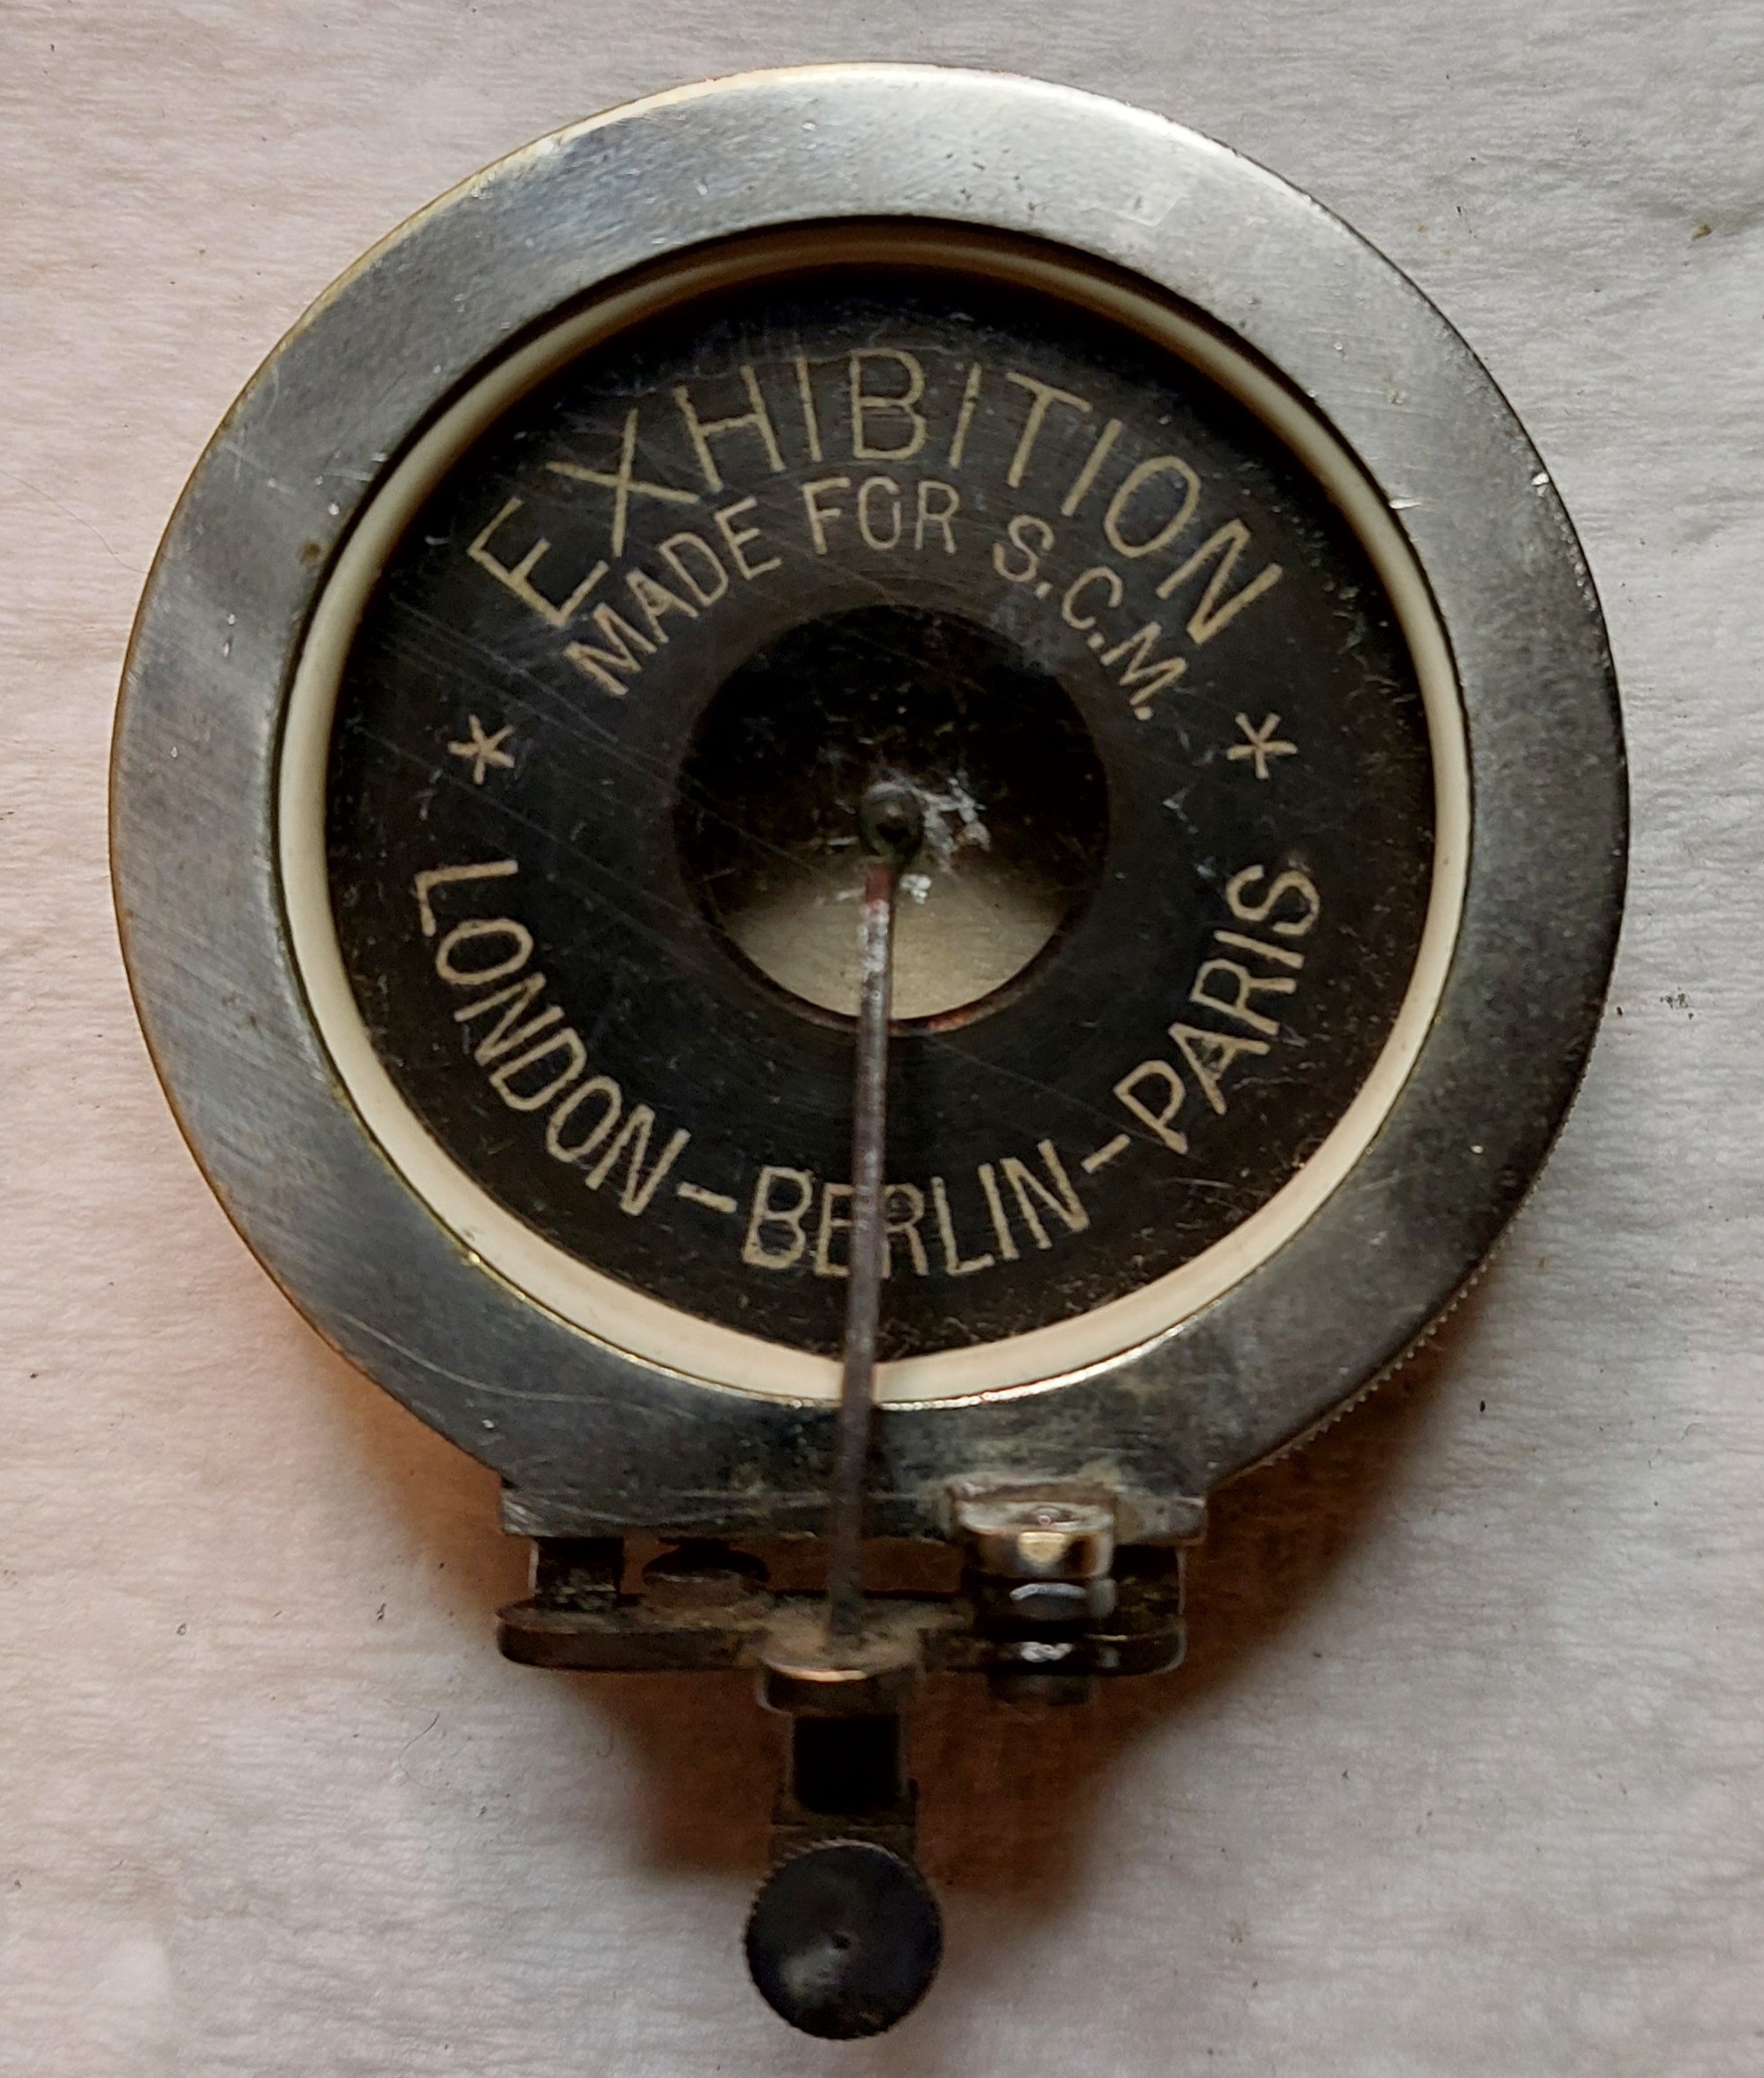 EXHIBITION
MADE FOR S.C.M.
* *
LONDON-BERLIN-PARIS